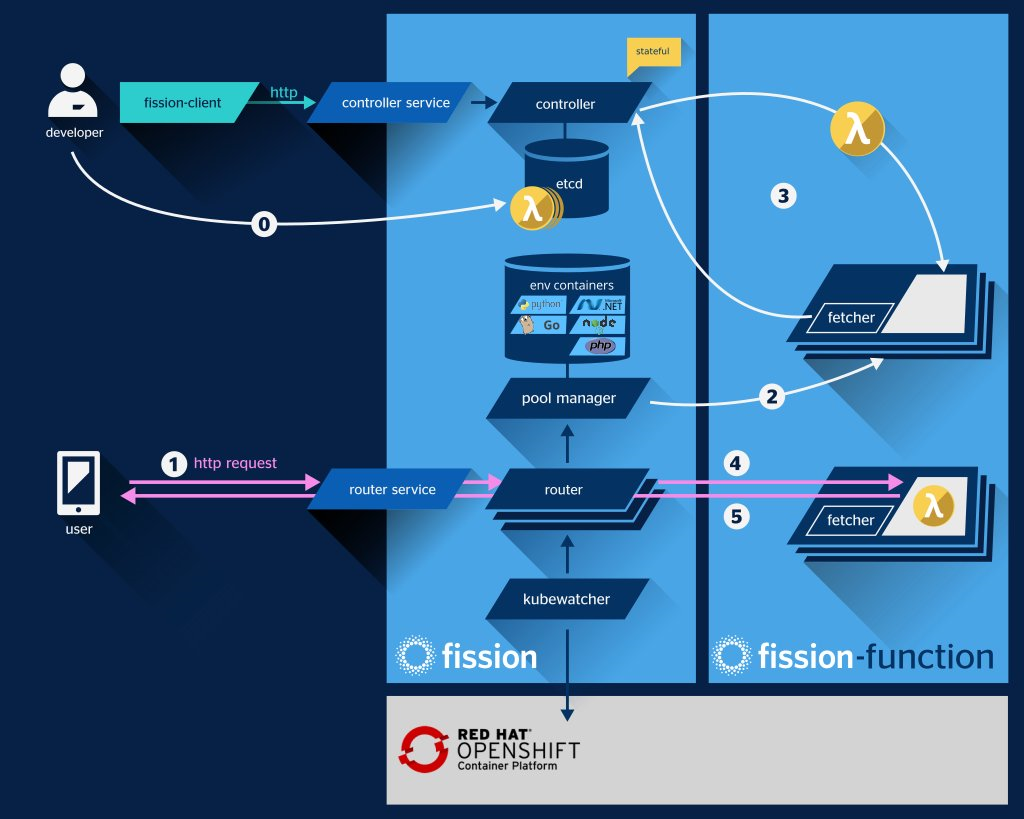 stateful
fission-client
http
controller service
controller
developer
etcd
λ
λ
0
3
env containers
python
Microsoft
.NET
Go
node
php
fetcher
pool manager
2
1
http request
4
router service
router
λ
user
5
fetcher
kubewatcher
fission
fission-function
RED HAT®
OPENSHIFT
Container Platform